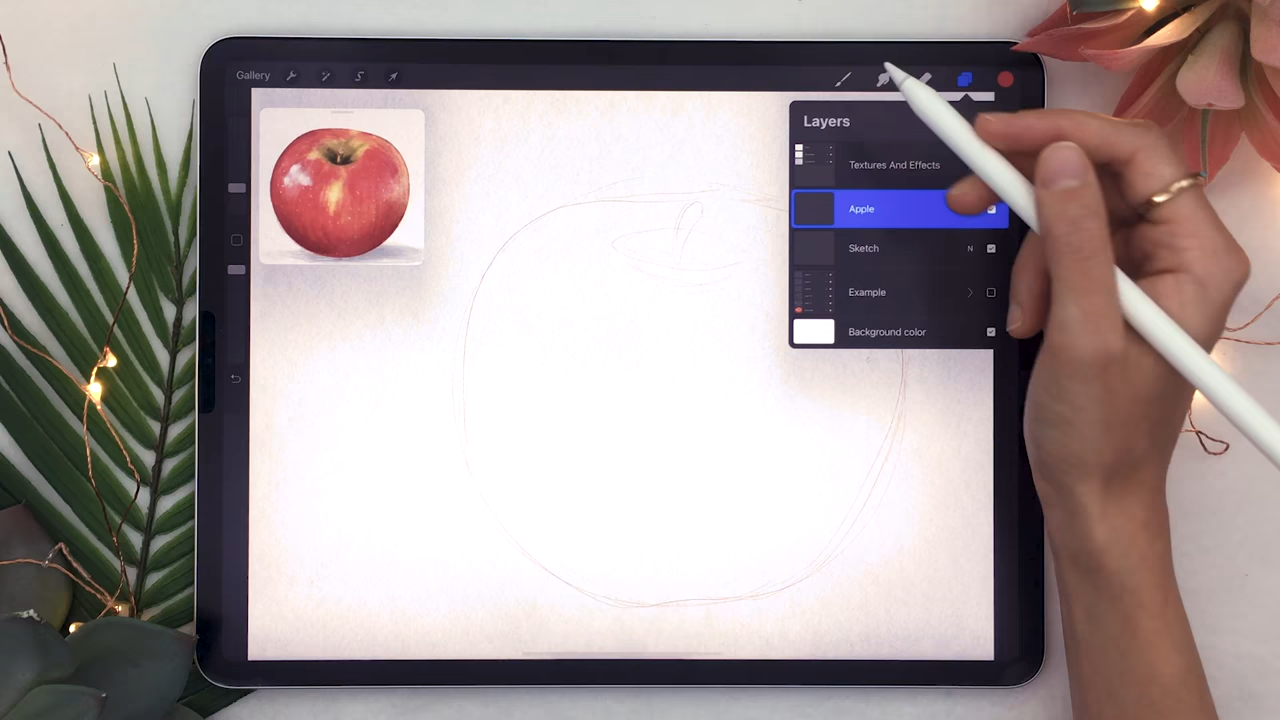 Gallery
Layers
Textures And Effects
Apple
Sketch N
Example
Background color